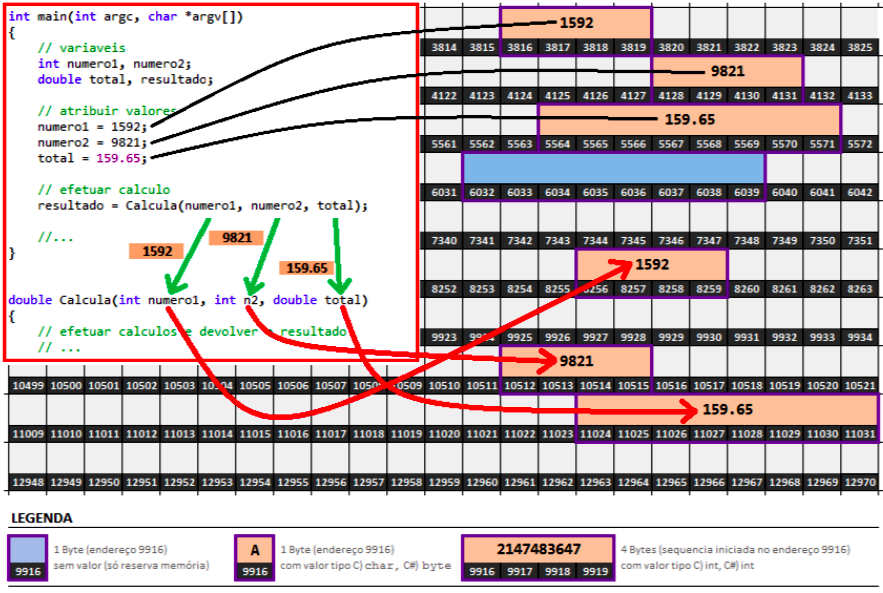 int main(int argc, char *argv[])
{
// variaveis
int numero1, numero2;
double total, resultado;
// atribuir valores
numero1 = 1592;
numero2 = 9821;
total = 159.65;
// efetuar calculo
resultado = Calcula(numero1, numero2, total);
//...
}
1592
9821
159.65
double Calcula(int numero1, int n2, double total)
{
// efetuar calculos e devolver resultado
// ...
1592
3814 3815 3816 3817 3818 3819 3820 3821 3822 3823 3824 3825
9821
4122 4123 4124 4125 4126 4127 4128 4129 4130 4131 4132 4133
159.65
5561 5562 5563 5564 5565 5566 5567 5568 5569 5570 5571 5572
6031 6032 6033 6034 6035 6036 6037 6038 6039 6040 6041 6042
7340 7341 7342 7343 7344 7345 7346 7347 7348 7349 7350 7351
1592
8252 8253 8254 8255 8256 8257 8258 8259 8260 8261 8262 8263
9923 9924 9925 9926 9927 9928 9929 9930 9931 9932 9933 9934
9821
10499 10500 10501 10502 10503 10504 10505 10506 10507 10508 10509 10510 10511 10512 10513 10514 10515 10516 10517 10518 10519 10520 10521
159.65
11009 11010 11011 11012 11013 11014 11015 11016 11017 11018 11019 11020 11021 11022 11023 11024 11025 11026 11027 11028 11029 11030 11031
12948 12949 12950 12951 12952 12953 12954 12955 12956 12957 12958 12959 12960 12961 12962 12963 12964 12965 12966 12967 12968 12969 12970
LEGENDA
9916
1 Byte (endereço 9916)
sem valor (só reserva memória)
A
9916
1 Byte (endereço 9916)
com valor tipo C) char, C#) byte
2147483647
9916 9917 9918 9919
4 Bytes (sequencia iniciada no endereço 9916)
com valor tipo C) int, C#) int